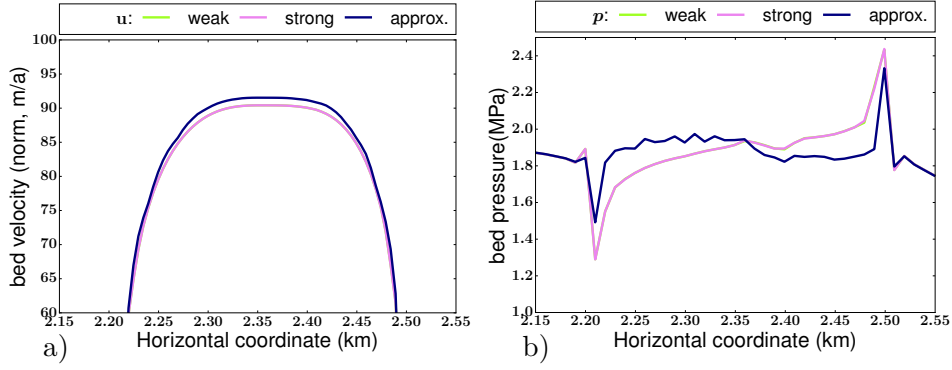 u: weak strong approx.
100
95
90
85
80
75
70
65
60
2.15 2.20 2.25 2.30 2.35 2.40 2.45 2.50 2.55
bed velocity (norm, m/a)
Horizontal coordinate (km)
a)
p: weak strong approx.
2.4
2.2
2.0
1.8
1.6
1.4
1.2
1.0
2.15 2.20 2.25 2.30 2.35 2.40 2.45 2.50 2.55
bed pressure(MPa)
Horizontal coordinate (km)
b)